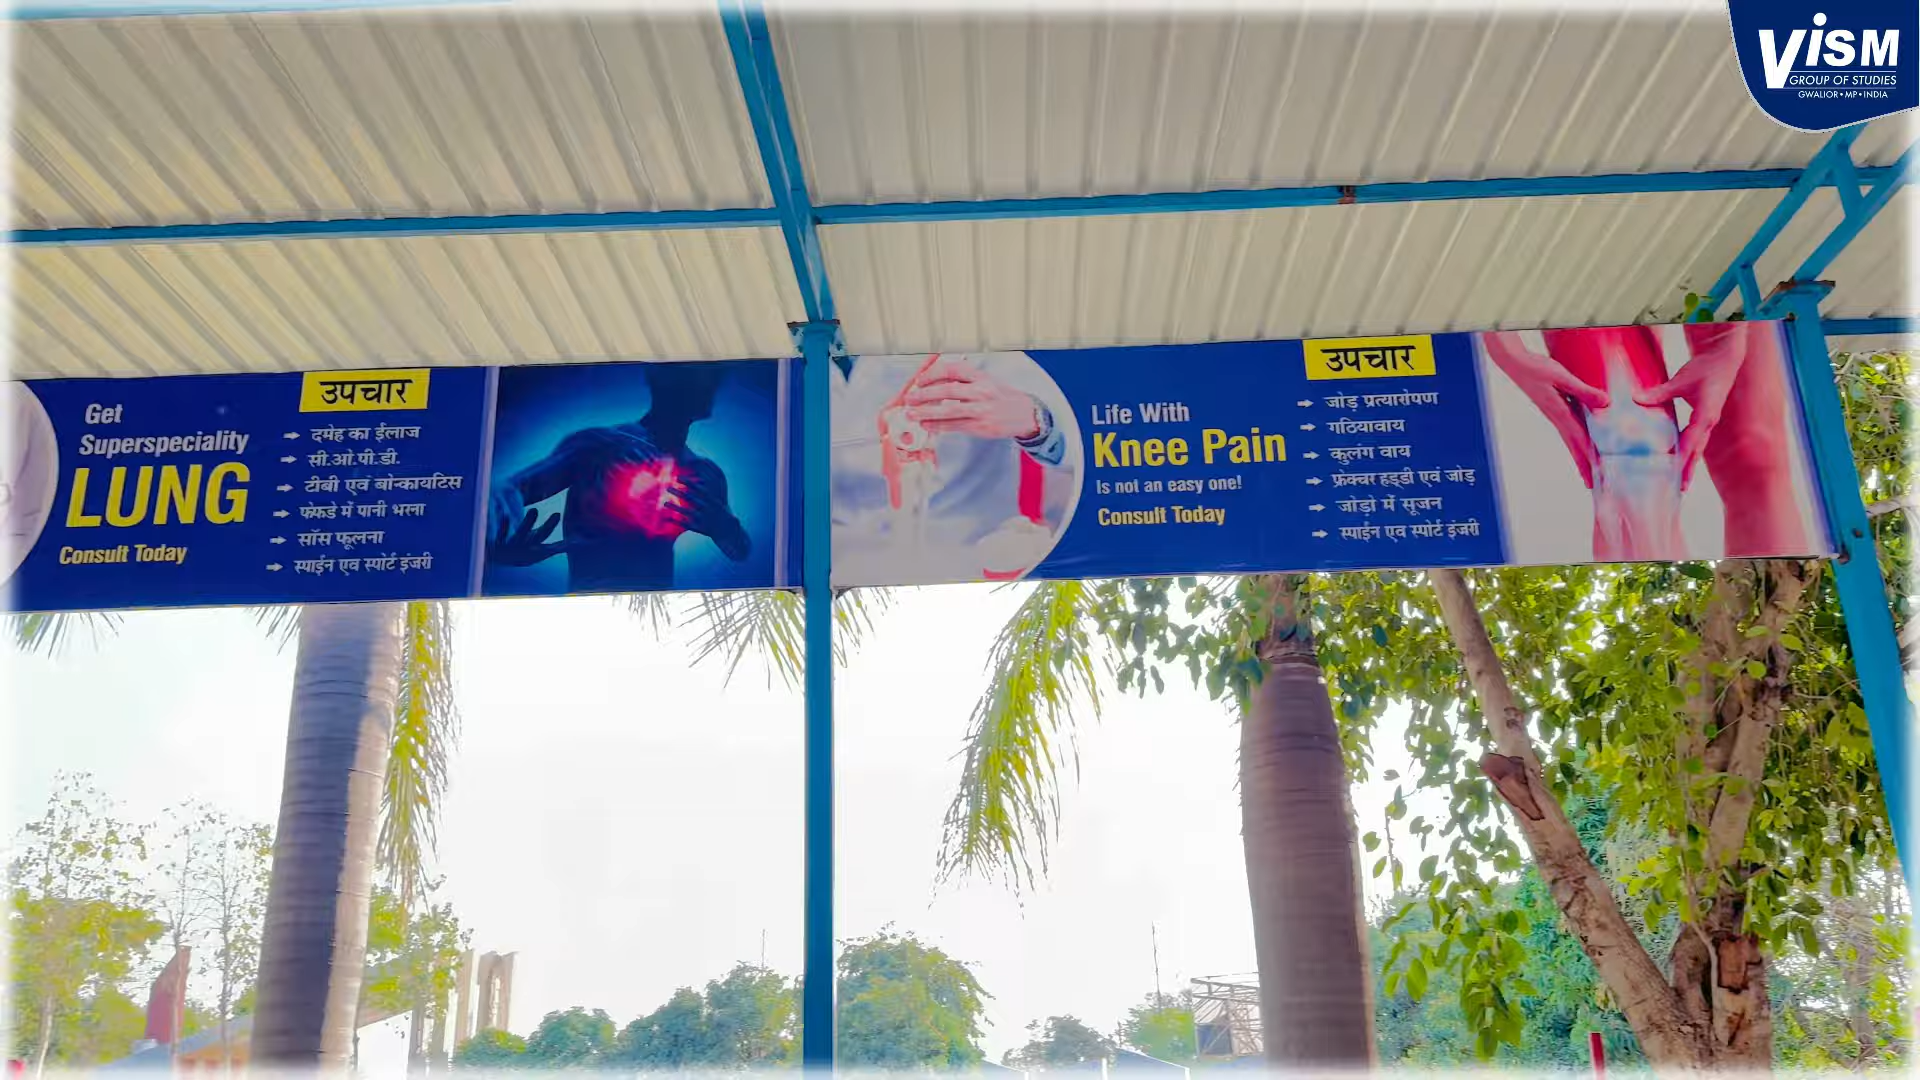 ViSM
GROUP OF STUDIES
GWALIOR • MP • INDIA
Get
Superspeciality
LUNG
Consult Today
उपचार
दमेह का ईलाज
सी.ओ.पी.डी.
टीबी एवं बोन्कायटिस
फेफडे में पानी भरना
सॉस फूलना
स्पाईन एव स्पोर्ट इंजरी
Life With
Knee Pain
Is not an easy one!
Consult Today
उपचार
जोड़ प्रत्यारोपण
गठियावाय
कुलंग वाय
फ्रेक्चर हड्डी एवं जोड़
जोड़ो में सूजन
स्पाईन एव स्पोर्ट इंजरी